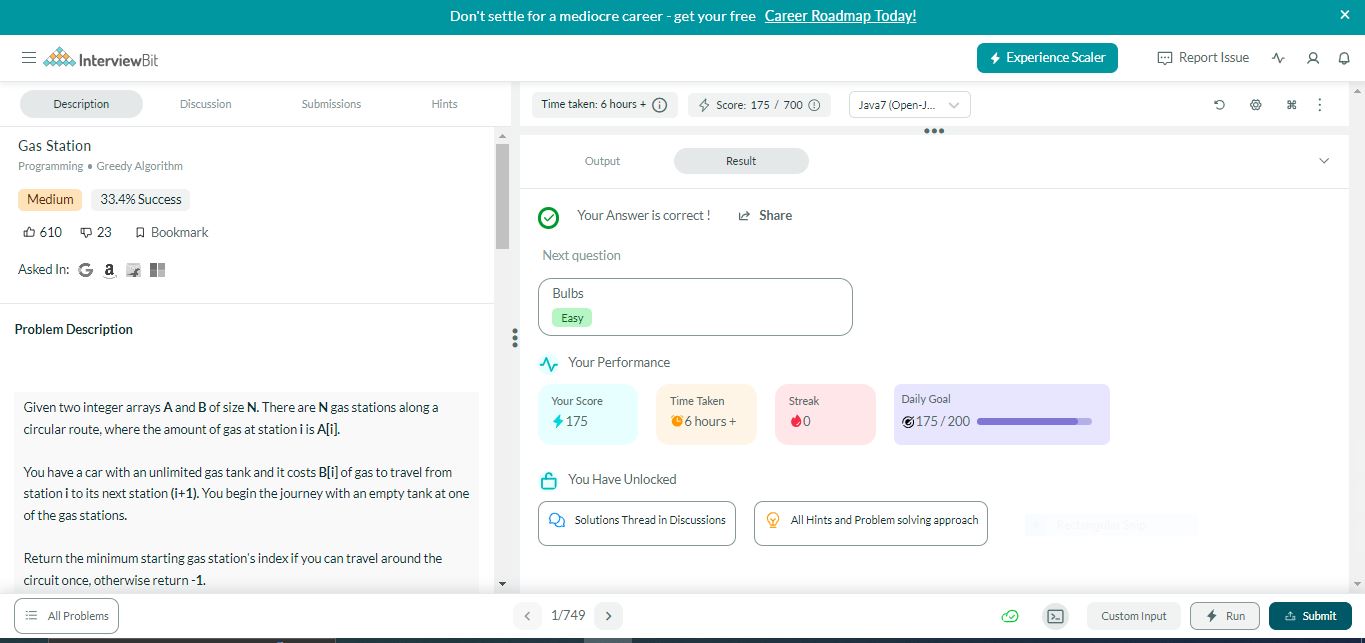 Don't settle for a mediocre career - get your free Career Roadmap Today!
InterviewBit
Experience Scaler
Report Issue
Description
Discussion
Submissions
Hints
Time taken: 6 hours +
Score: 175 / 700
Java7 (Open-J...
Gas Station
Programming • Greedy Algorithm
Medium
33.4% Success
610
23
Bookmark
Asked In:
Problem Description
Given two integer arrays A and B of size N. There are N gas stations along a
circular route, where the amount of gas at station i is A[i].
You have a car with an unlimited gas tank and it costs B[i] of gas to travel from
station i to its next station (i+1). You begin the journey with an empty tank at one
of the gas stations.
Return the minimum starting gas station's index if you can travel around the
circuit once, otherwise return -1.
Output
Result
Your Answer is correct !
Share
Next question
Bulbs
Easy
Your Performance
Your Score
175
Time Taken
6 hours +
Streak
0
Daily Goal
175 / 200
You Have Unlocked
Solutions Thread in Discussions
All Hints and Problem solving approach
Rectangular Snip
All Problems
1/749
Custom Input
Run
Submit